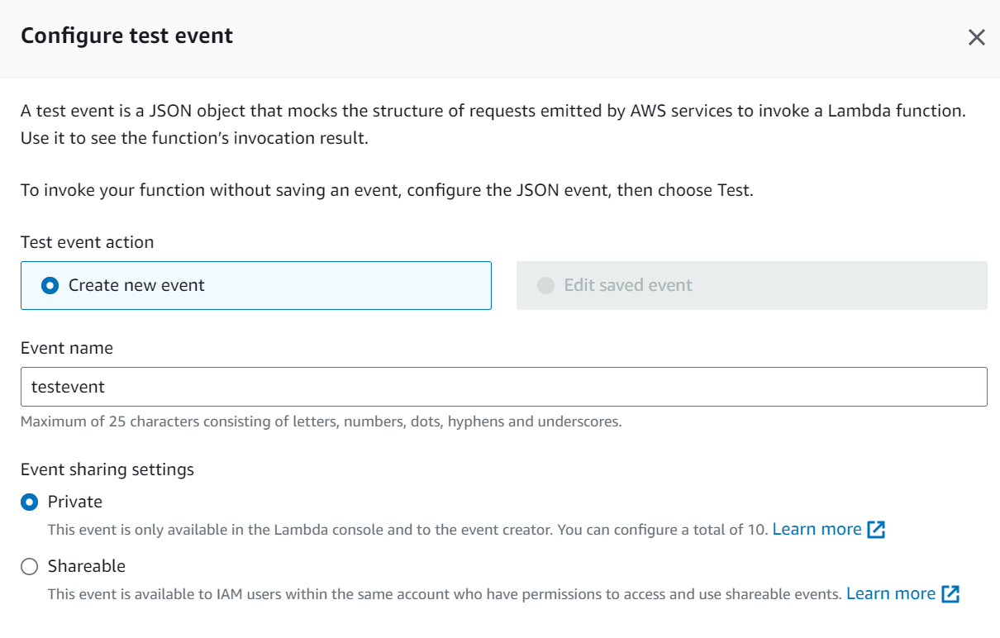 Configure test event
A test event is a JSON object that mocks the structure of requests emitted by AWS services to invoke a Lambda function.
Use it to see the function’s invocation result.
To invoke your function without saving an event, configure the JSON event, then choose Test.
Test event action
Create new event
Edit saved event
Event name
testevent
Maximum of 25 characters consisting of letters, numbers, dots, hyphens and underscores.
Event sharing settings
Private
This event is only available in the Lambda console and to the event creator. You can configure a total of 10. Learn more
Shareable
This event is available to IAM users within the same account who have permissions to access and use shareable events. Learn more